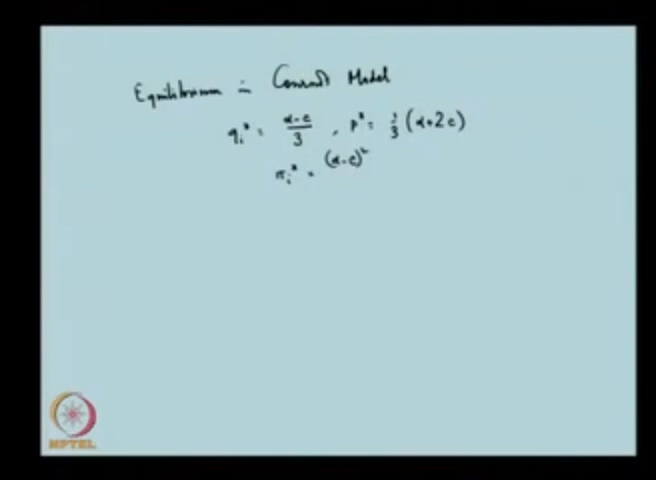 Equilibrium in Cournot Model
qᵢ* = α-c/3 , p* = 1/3 (α+2c)
πᵢ* = (α-c)²
NPTEL